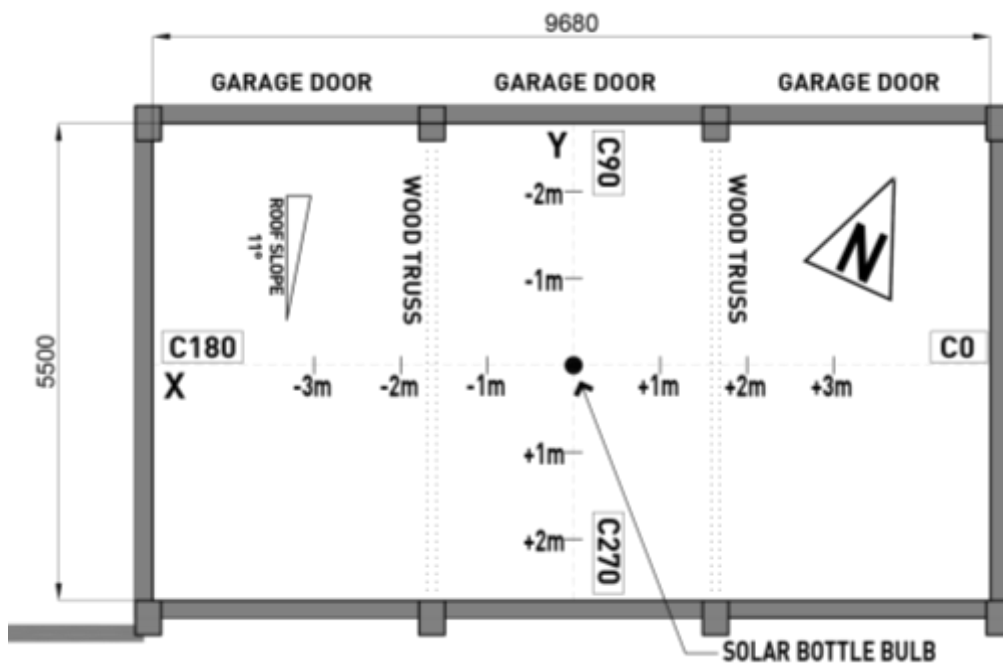 9680
GARAGE DOOR GARAGE DOOR GARAGE DOOR
Y
C90
-2m
-1m
WOOD TRUSS
WOOD TRUSS
ROOF SLOPE
11°
N
5500
C180
C0
X
-3m -2m -1m +1m +2m +3m
+1m
+2m
C270
SOLAR BOTTLE BULB